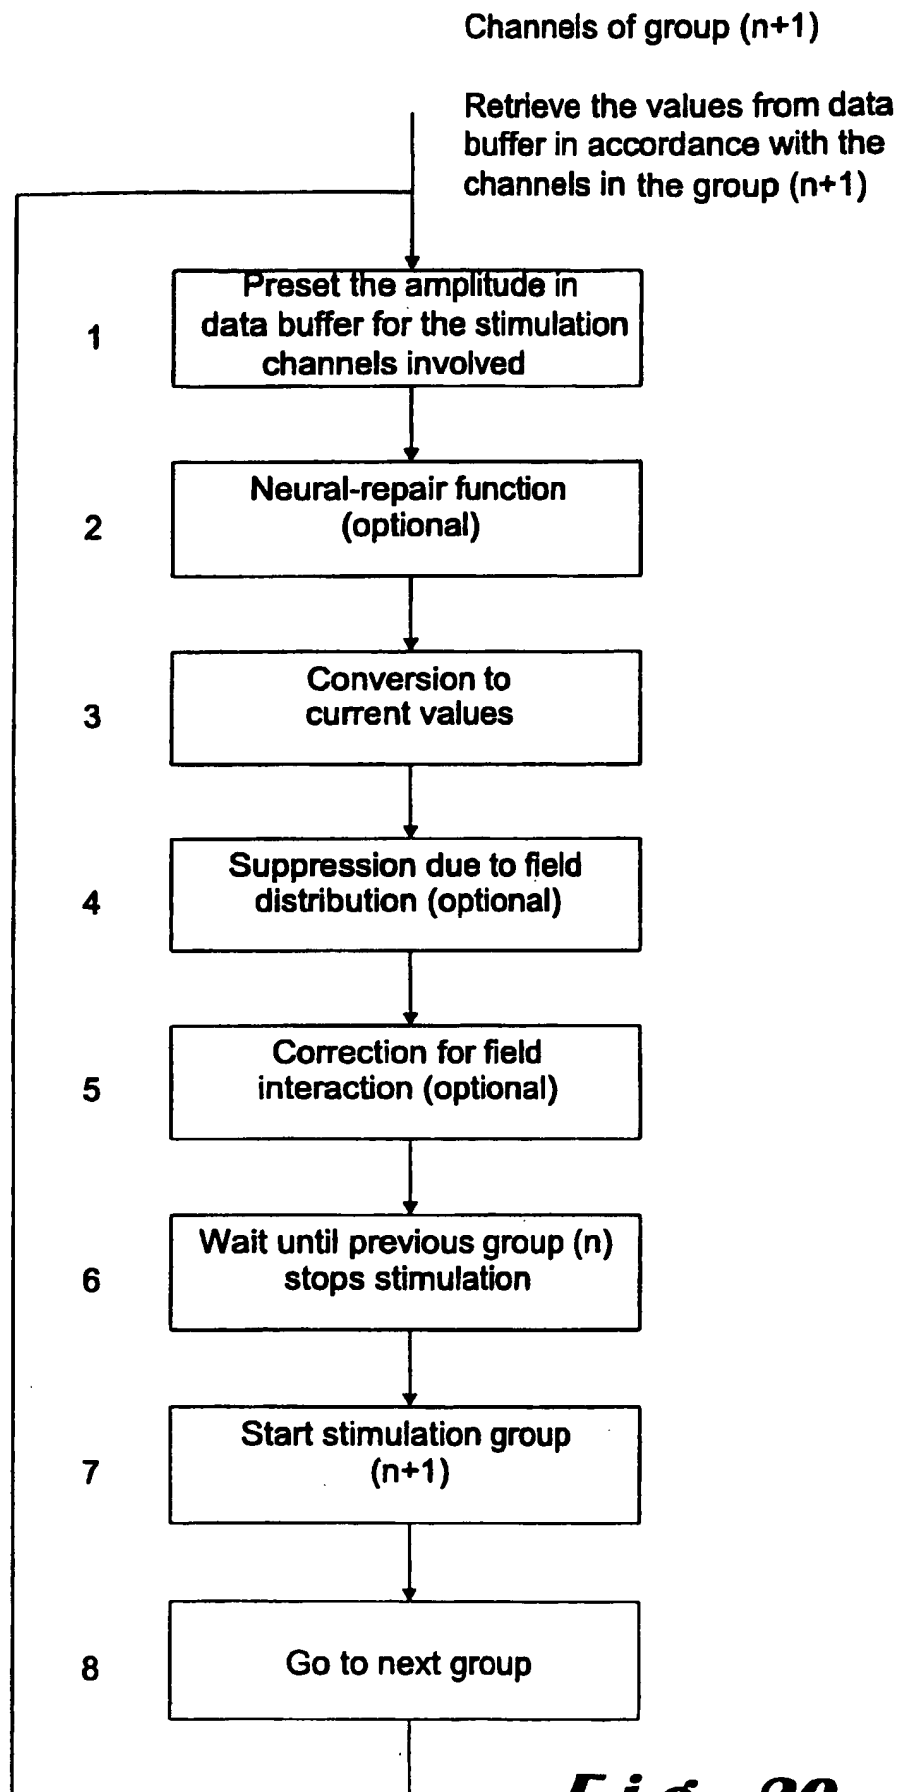 Channels of group (n+1)
Retrieve the values from data
buffer in accordance with the
channels in the group (n+1)
1
Preset the amplitude in
data buffer for the stimulation
channels involved
2
Neural-repair function
(optional)
3
Conversion to
current values
4
Suppression due to field
distribution (optional)
5
Correction for field
interaction (optional)
6
Wait until previous group (n)
stops stimulation
7
Start stimulation group
(n+1)
8
Go to next group